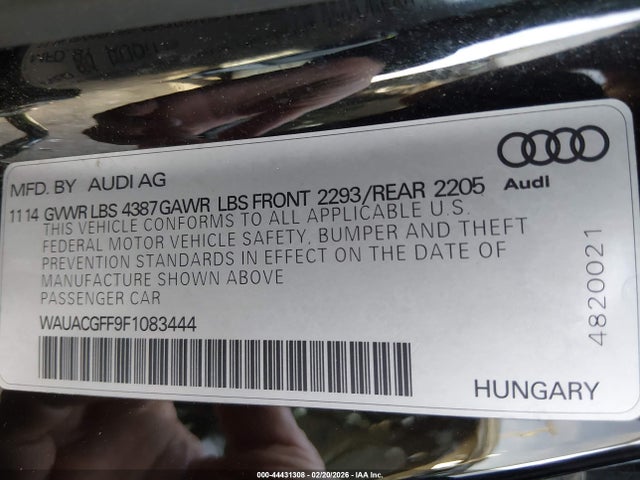 MFD. BY AUDI AG
Audi
1114 GVWR LBS 4387 GAWR LBS FRONT 2293/REAR 2205
THIS VEHICLE CONFORMS TO ALL APPLICABLE U.S.
FEDERAL MOTOR VEHICLE SAFETY, BUMPER AND THEFT
PREVENTION STANDARDS IN EFFECT ON THE DATE OF
MANUFACTURE SHOWN ABOVE
PASSENGER CAR
WAUACGFF9F1083444
4820021
HUNGARY
000-44431308 - 02/20/2026 - IAA Inc.